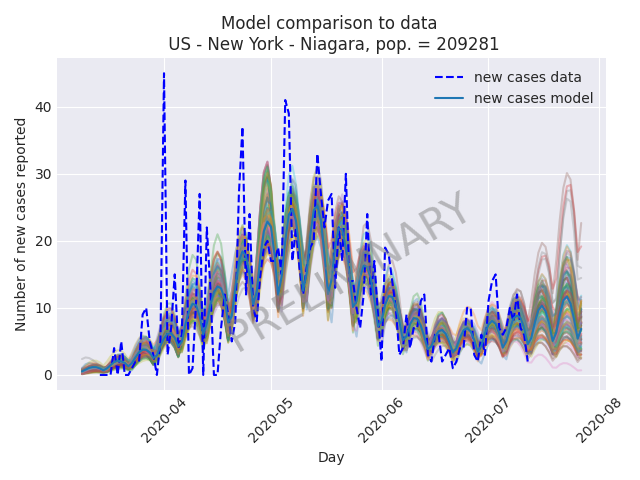 Model comparison to data
US - New York - Niagara, pop. = 209281
new cases data
new cases model
PRELIMINARY
Number of new cases reported
40
30
20
10
0
2020-04
2020-05
2020-06
2020-07
2020-08
Day